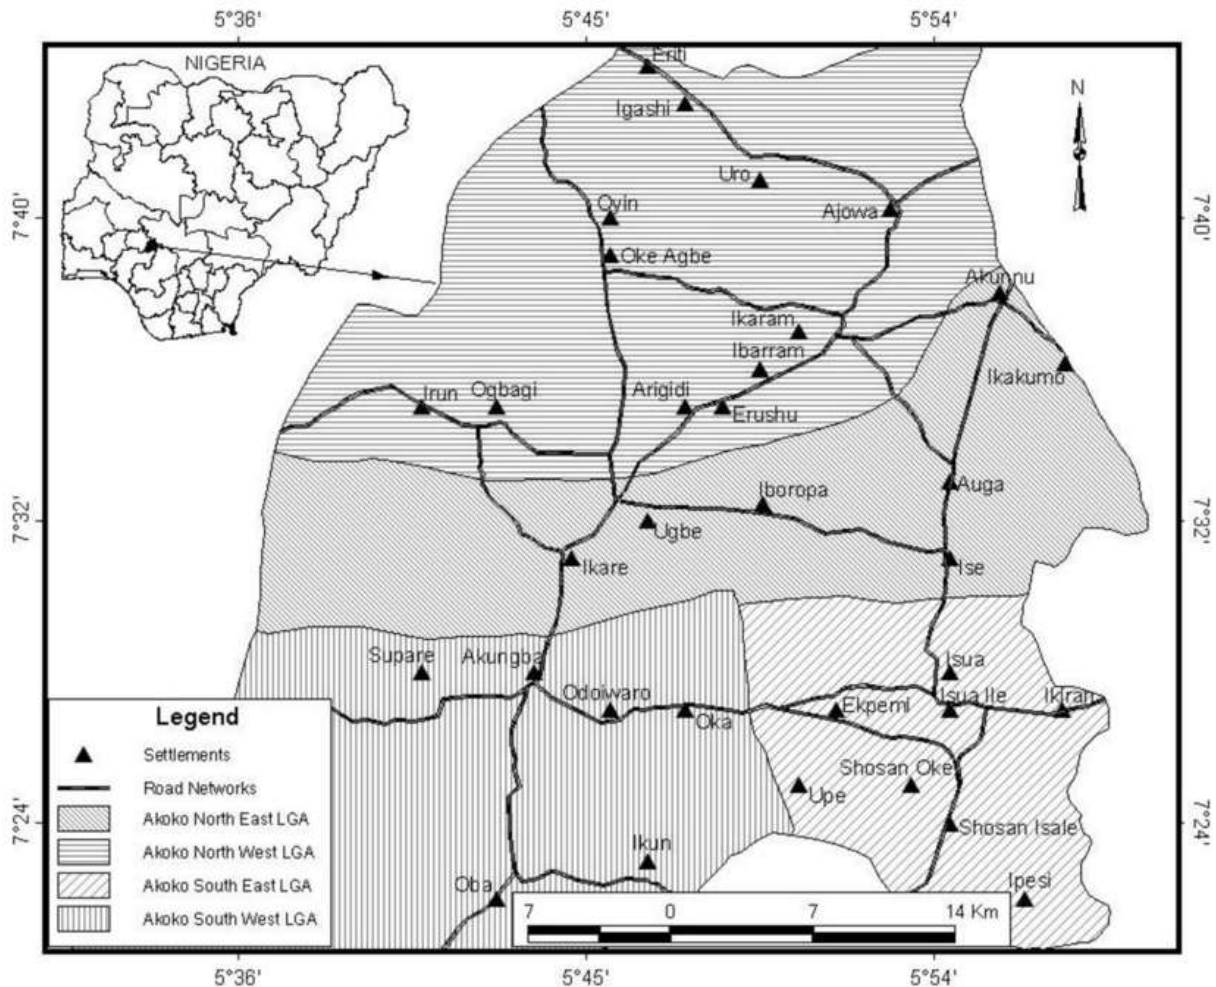 5°36' 5°45' 5°54'
NIGERIA
Eriti
N
Igashi
Uro
Oyin
Ajowa
7°40' 7°40'
Oke Agbe
Akunnu
Ikaram
Ibarram
Ikakumo
Irun Ogbagi Arigidi
Erushu
Auga
Iboropa
7°32' 7°32'
Ugbe
Ikare Ise
Supare Akungba Isua
Odoiwaro Isua Ile Ikiran
Oka Ekpeml
Legend
Settlements
Shosan Oke
Road Networks
Upe
Akoko North East LGA
7°24' Shosan Isale 7°24'
Akoko North West LGA
Ikun
Akoko South East LGA
Oba Ipesi
Akoko South West LGA
7 0 7 14 Km
5°36' 5°45' 5°54'